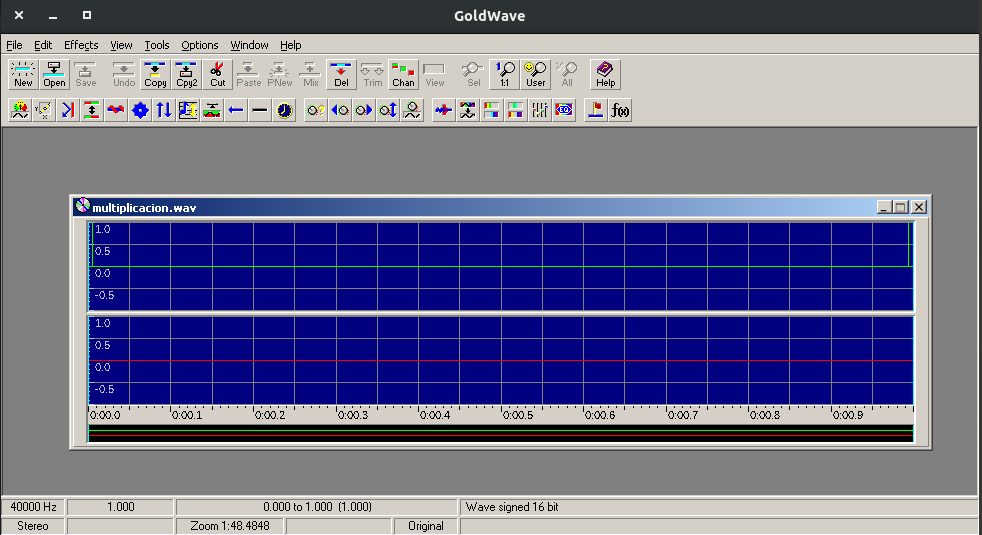 GoldWave
File Edit Effects View Tools Options Window Help
New Open Save Undo Copy Cpy2 Cut Paste PNew Mix Del Trim Chan View Sel 1:1 User All Help
f(x)
multiplicacion.wav
1.0
0.5
0.0
-0.5
1.0
0.5
0.0
-0.5
0:00.0 0:00.1 0:00.2 0:00.3 0:00.4 0:00.5 0:00.6 0:00.7 0:00.8 0:00.9
40000 Hz 1.000 0.000 to 1.000 (1.000) Wave signed 16 bit
Stereo Zoom 1:48.4848 Original